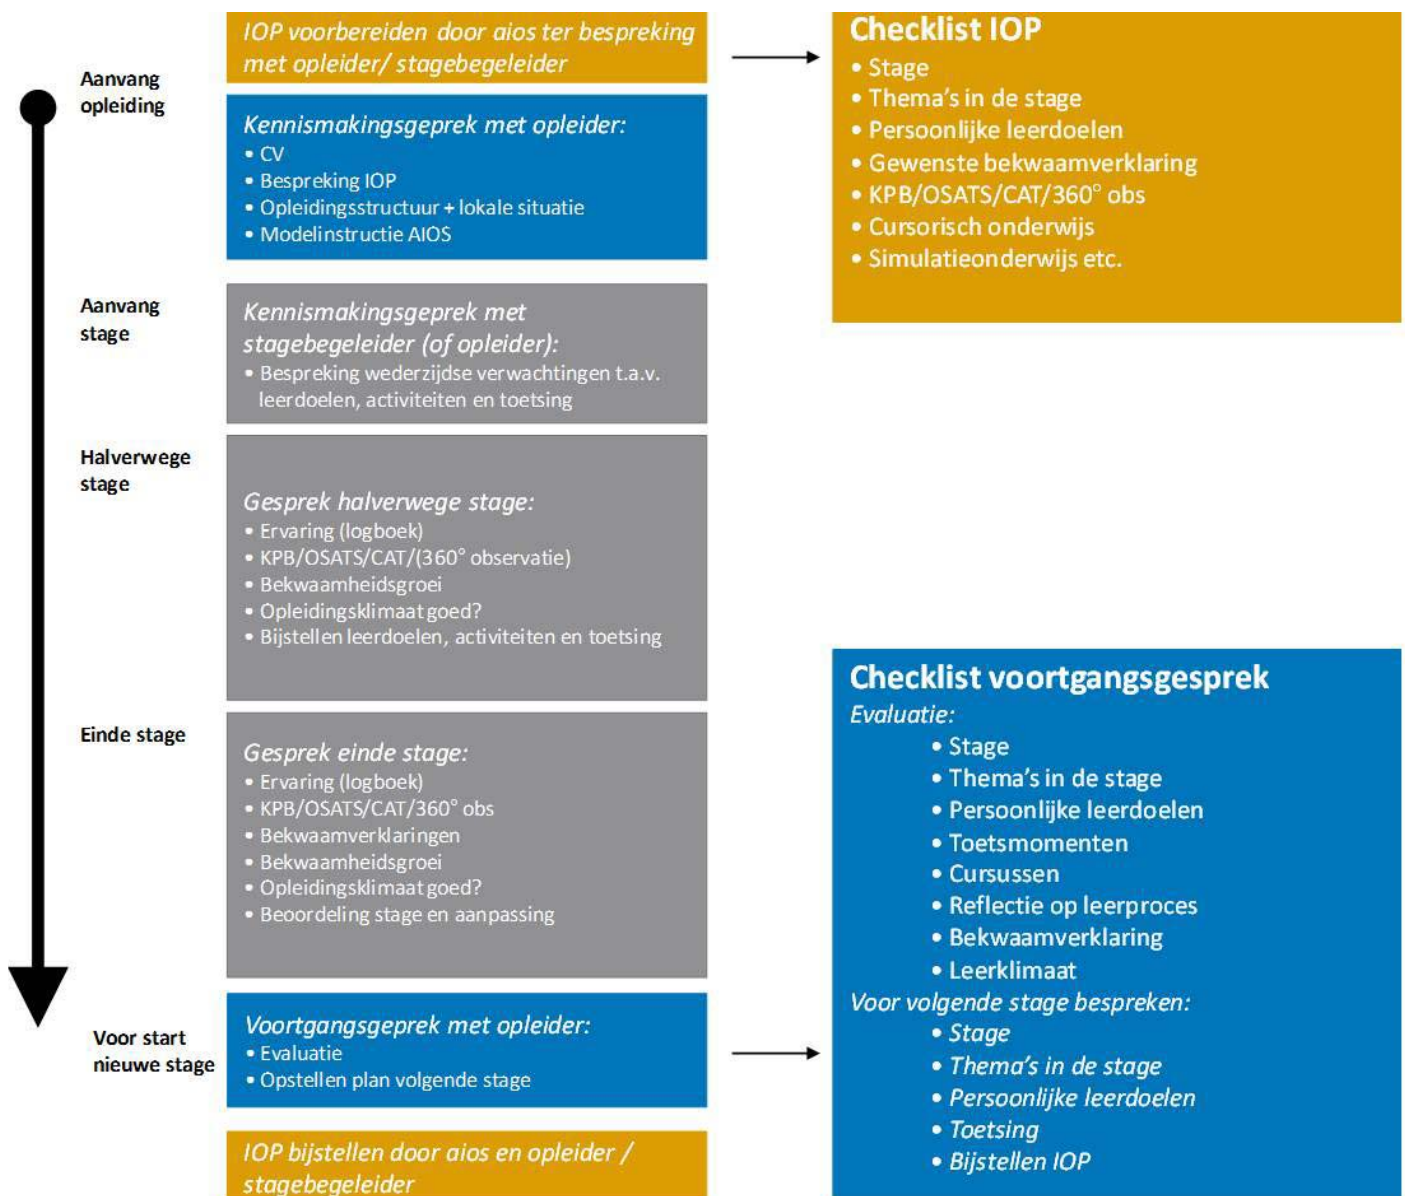 IOP voorbereiden door aios ter bespreking
met opleider/ stagebegeleider
Aanvang
opleiding
Kennismakingsgeprek met opleider:
• CV
• Bespreking IOP
• Opleidingsstructuur + lokale situatie
• Modelinstructie AIOS
Checklist IOP
• Stage
• Thema's in de stage
• Persoonlijke leerdoelen
• Gewenste bekwaamverklaring
• KPB/OSATS/CAT/360° obs
• Cursorisch onderwijs
• Simulatieonderwijs etc.
Aanvang
stage
Kennismakingsgeprek met
stagebegeleider (of opleider):
• Bespreking wederzijdse verwachtingen t.a.v.
leerdoelen, activiteiten en toetsing
Halverwege
stage
Gesprek halverwege stage:
• Ervaring (logboek)
• KPB/OSATS/CAT/(360° observatie)
• Bekwaamheidsgroei
• Opleidingsklimaat goed?
• Bijstellen leerdoelen, activiteiten en toetsing
Einde stage
Gesprek einde stage:
• Ervaring (logboek)
• KPB/OSATS/CAT/360° obs
• Bekwaamverklaringen
• Bekwaamheidsgroei
• Opleidingsklimaat goed?
• Beoordeling stage en aanpassing
Voor start
nieuwe stage
Voortgangsgeprek met opleider:
• Evaluatie
• Opstellen plan volgende stage
Checklist voortgangsgesprek
Evaluatie:
• Stage
• Thema's in de stage
• Persoonlijke leerdoelen
• Toetsmomenten
• Cursussen
• Reflectie op leerproces
• Bekwaamverklaring
• Leerklimaat
Voor volgende stage bespreken:
• Stage
• Thema's in de stage
• Persoonlijke leerdoelen
• Toetsing
• Bijstellen IOP
IOP bijstellen door aios en opleider /
stagebegeleider